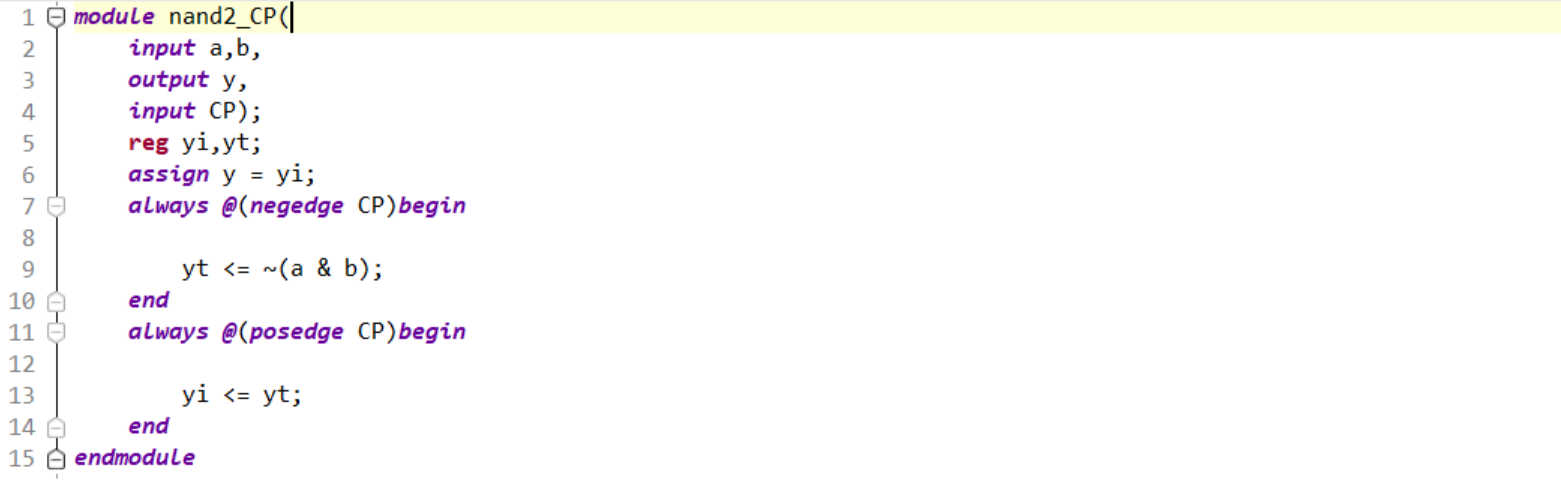 1 module nand2_CP(
2 input a,b,
3 output y,
4 input CP);
5 reg yi,yt;
6 assign y = yi;
7 always @(negedge CP)begin
8
9 yt <= ~(a & b);
10 end
11 always @(posedge CP)begin
12
13 yi <= yt;
14 end
15 endmodule